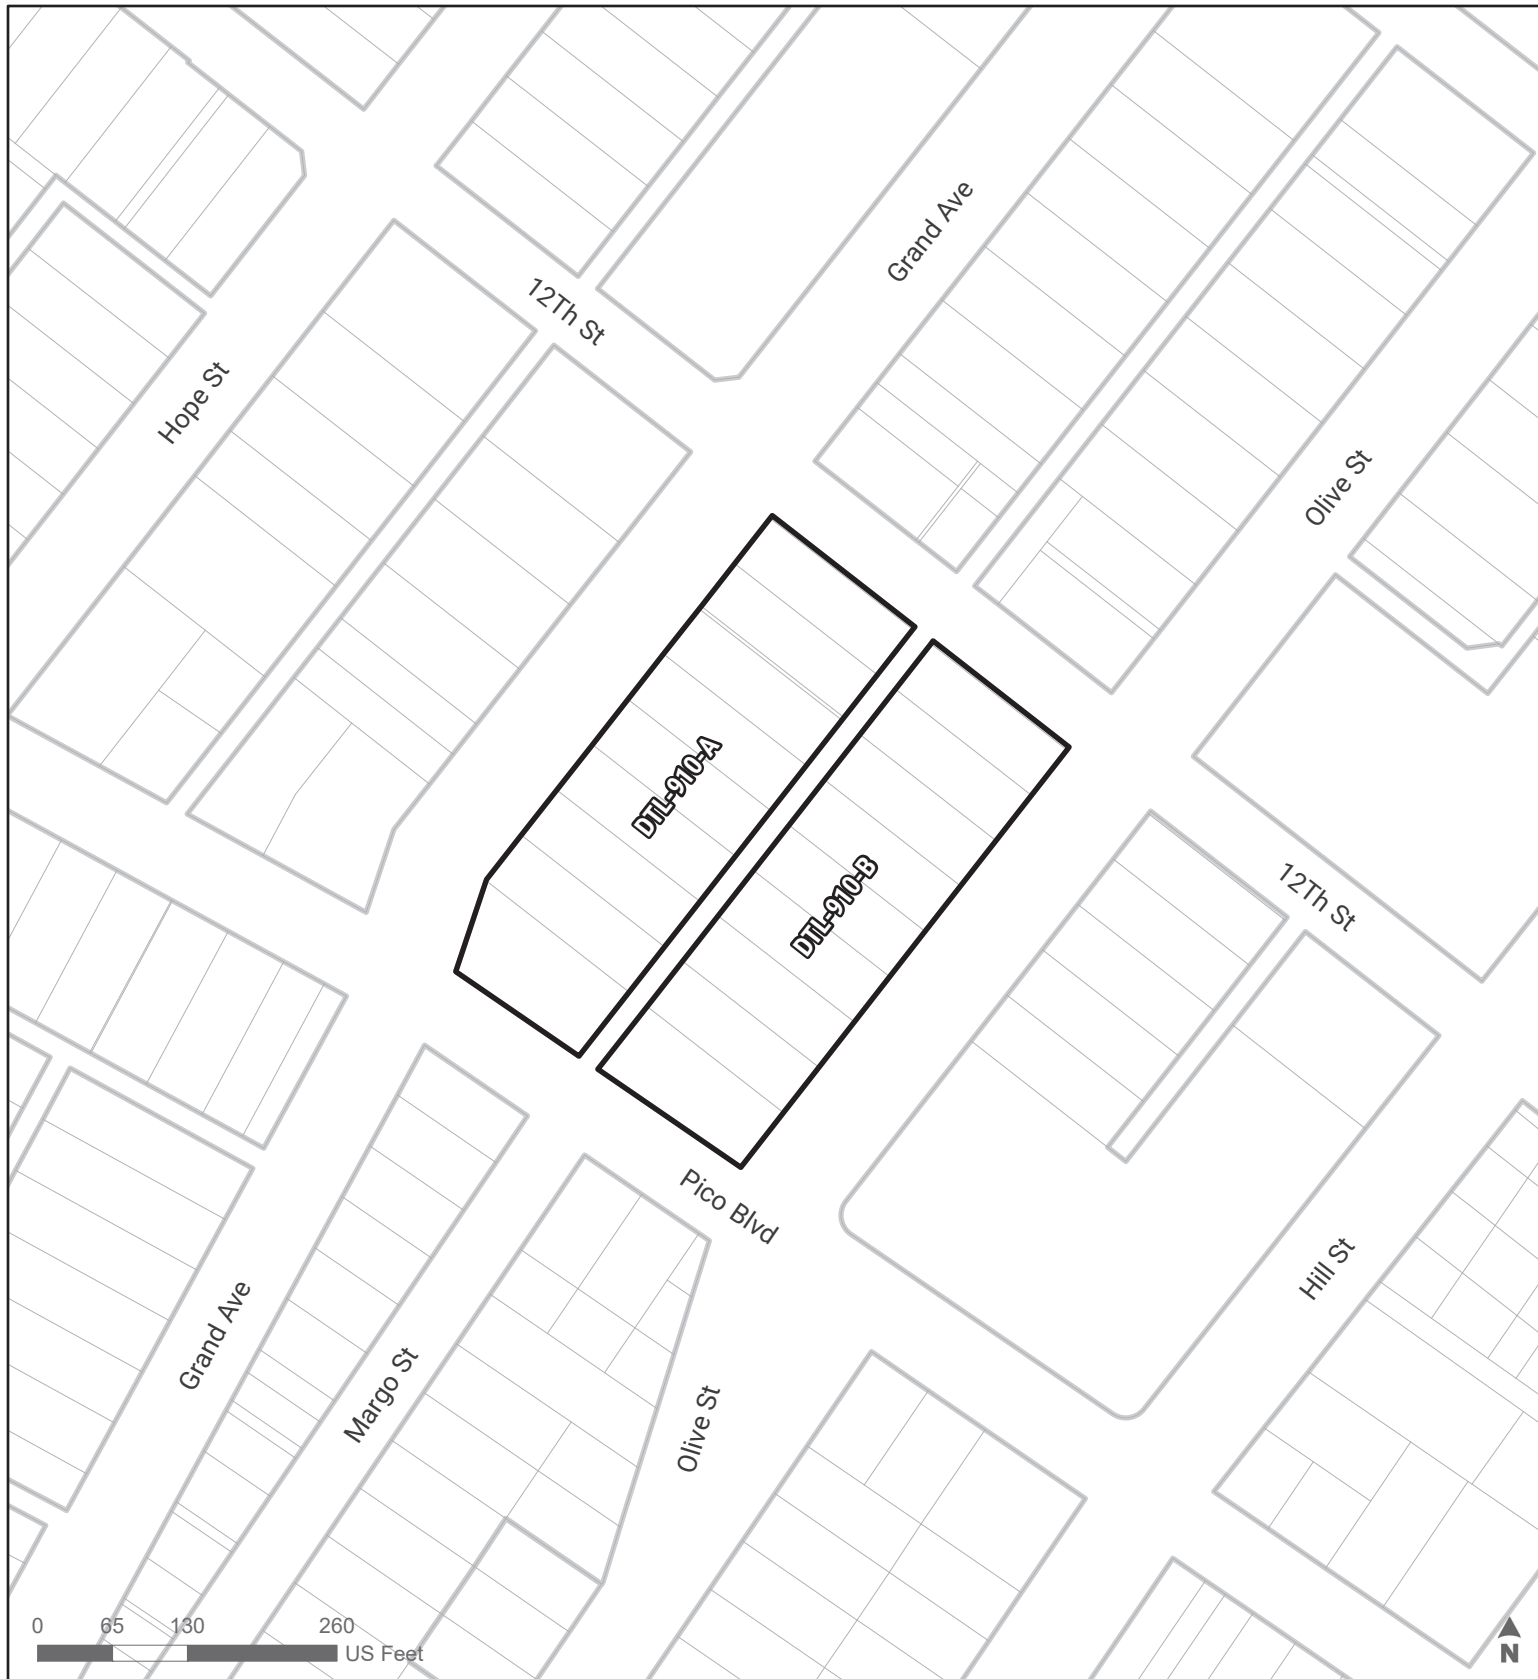 Grand Ave
12Th St
Hope St
Olive St
DTL-910-A
DTL-910-B
12Th St
Pico Blvd
Hill St
Grand Ave
Margo St
Olive St
0 65 130 260
US Feet
N